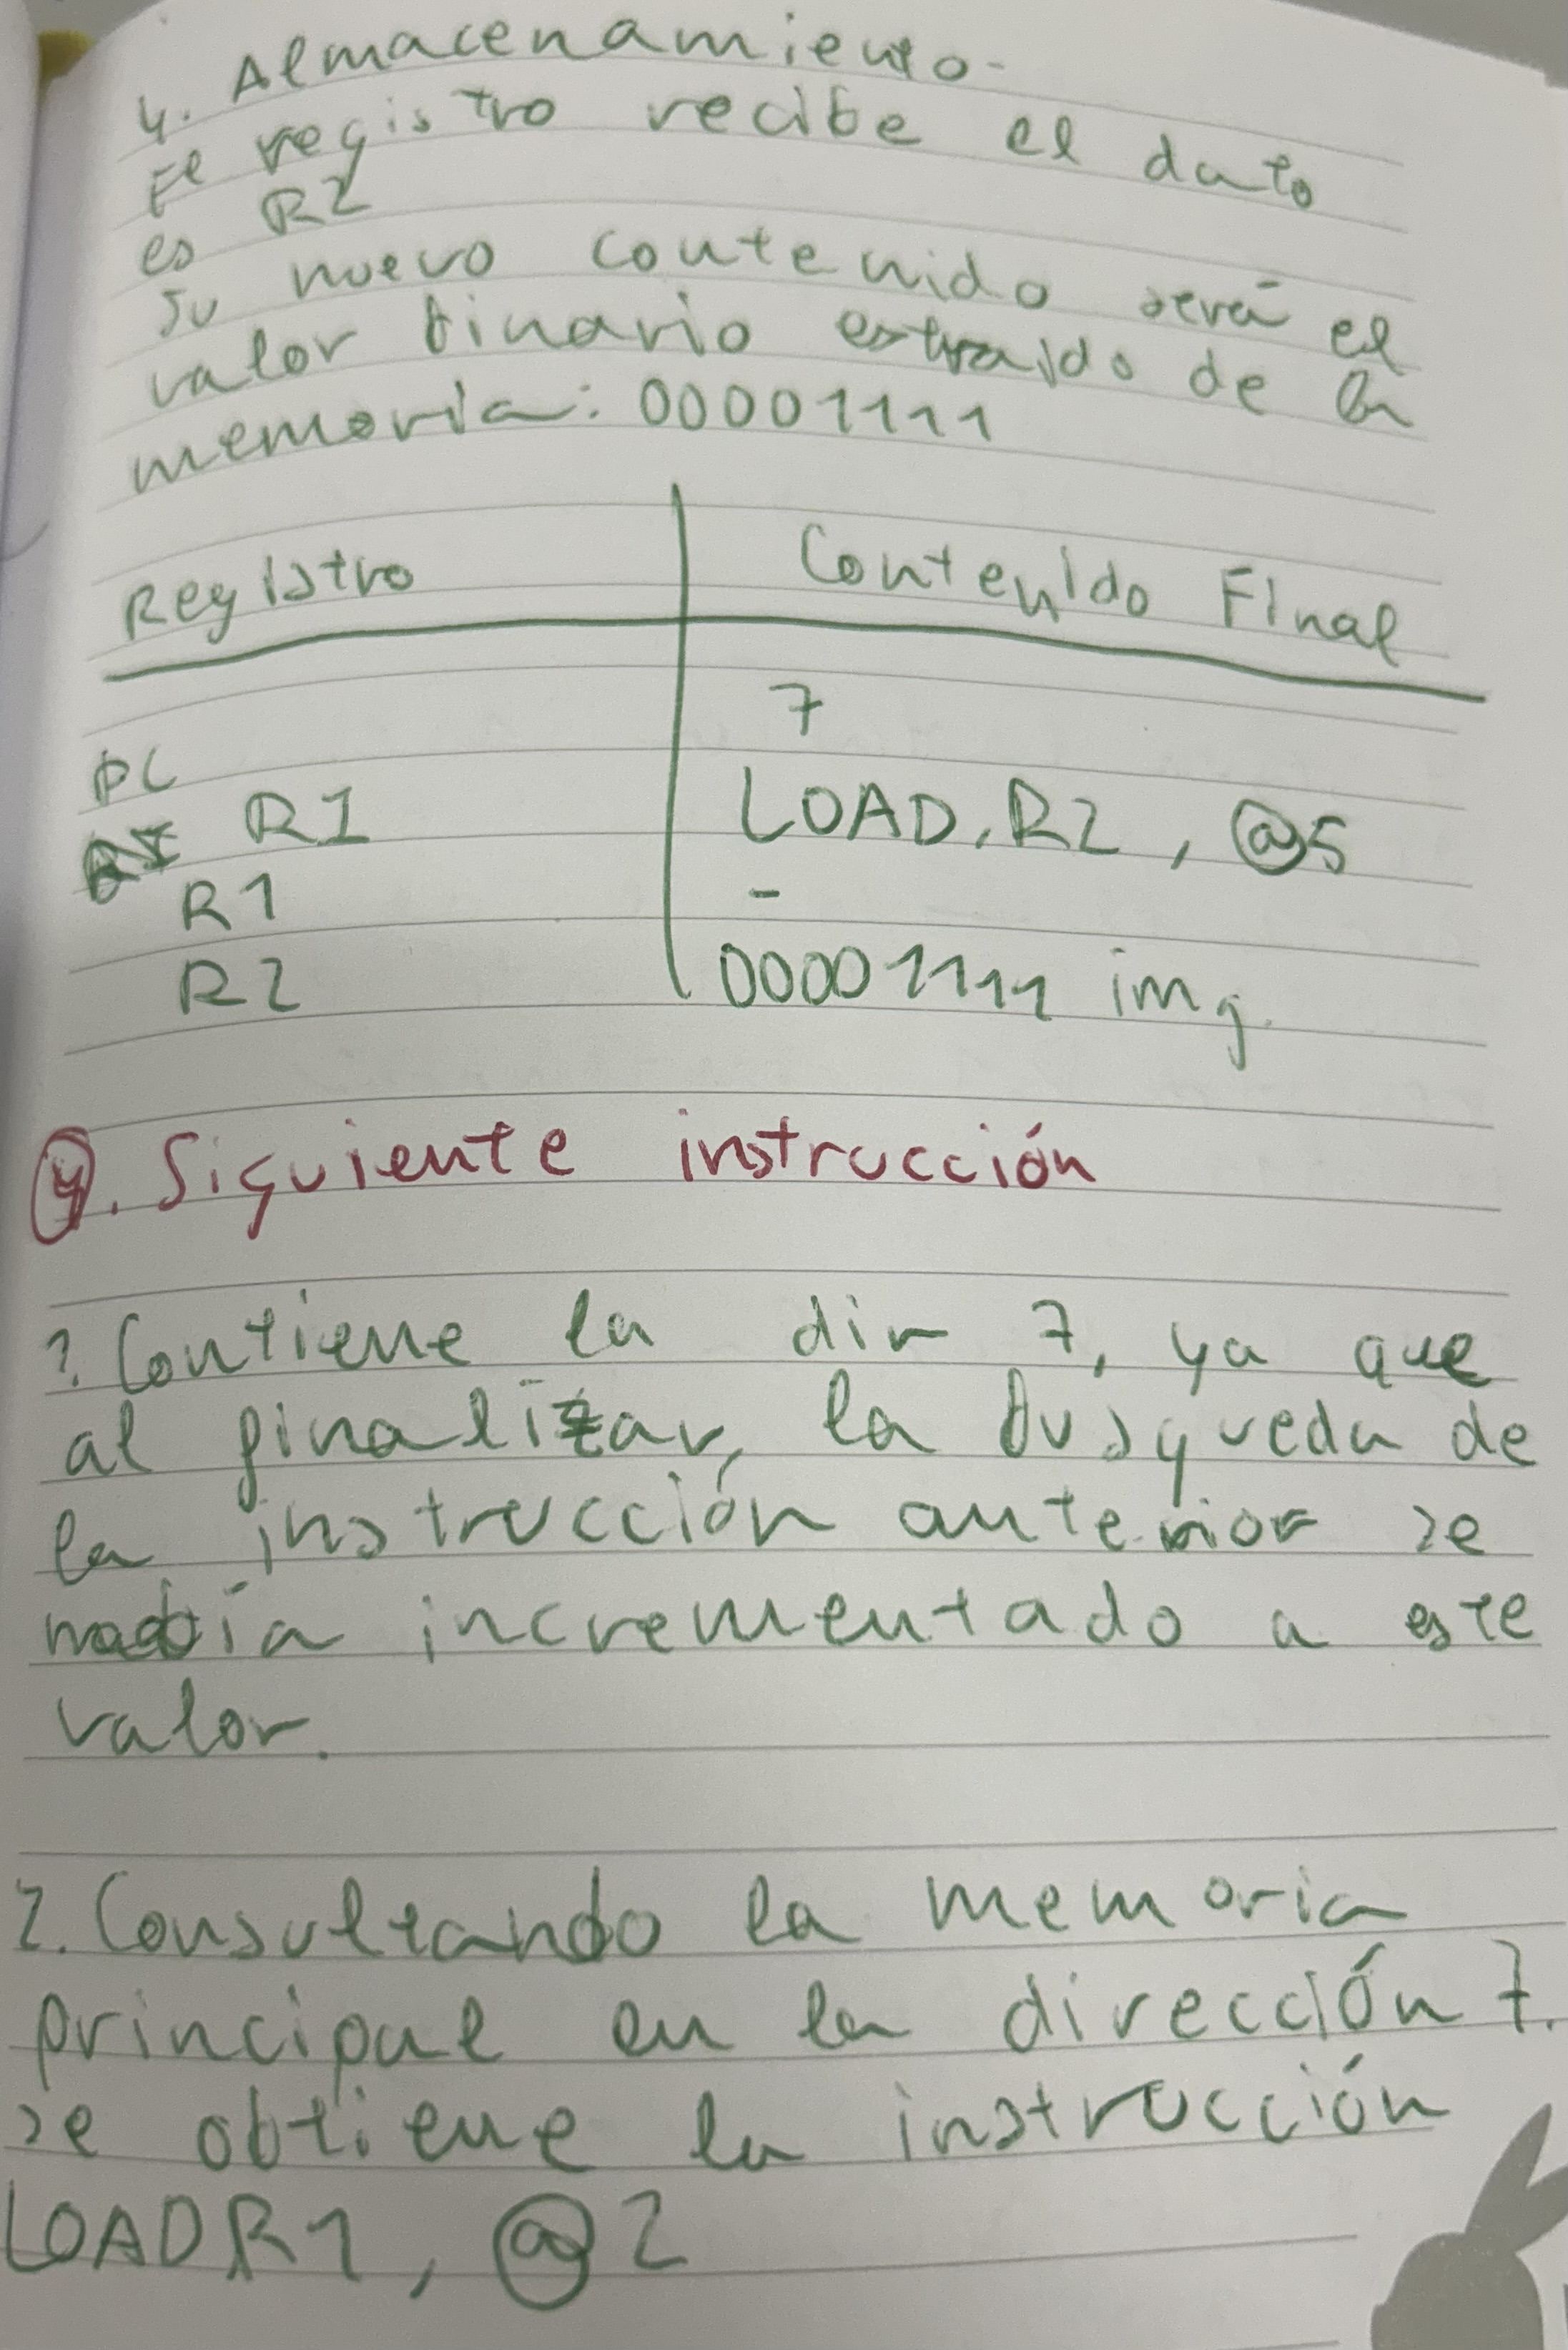 4. Almacenamiento-
El registro recibe el dato
es R2
Su nuevo contenido será el
valor binario extraido de la
memoria: 00001111
Registro Contenido Final
PC 7
RI LOAD, R2, @5
R1 -
R2 00001111 img.
4. Siguiente instrucción
1. Contiene la dir 7, ya que
al finalizar, la busqueda de
la instrucción anterior se
había incrementado a este
valor.
2. Consultando la memoria
principal en la dirección 7.
se obtiene la instrucción
LOAD R1, @2